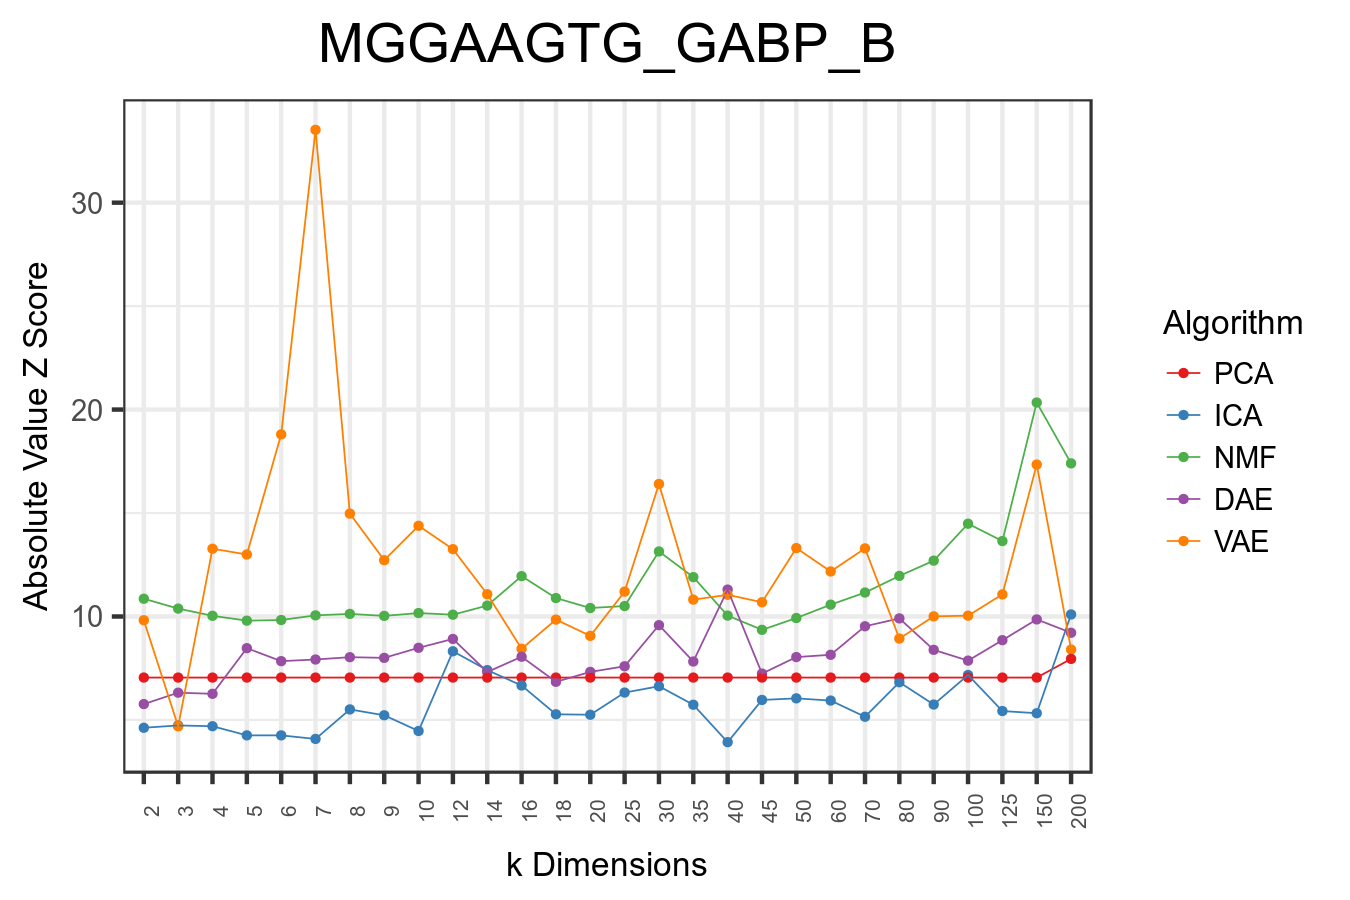 MGGAAGTG_GABP_B
Absolute Value Z Score
30
20
10
2 3 4 5 6 7 8 9 10 12 14 16 18 20 25 30 35 40 45 50 60 70 80 90 100 125 150 200
k Dimensions
Algorithm
PCA
ICA
NMF
DAE
VAE